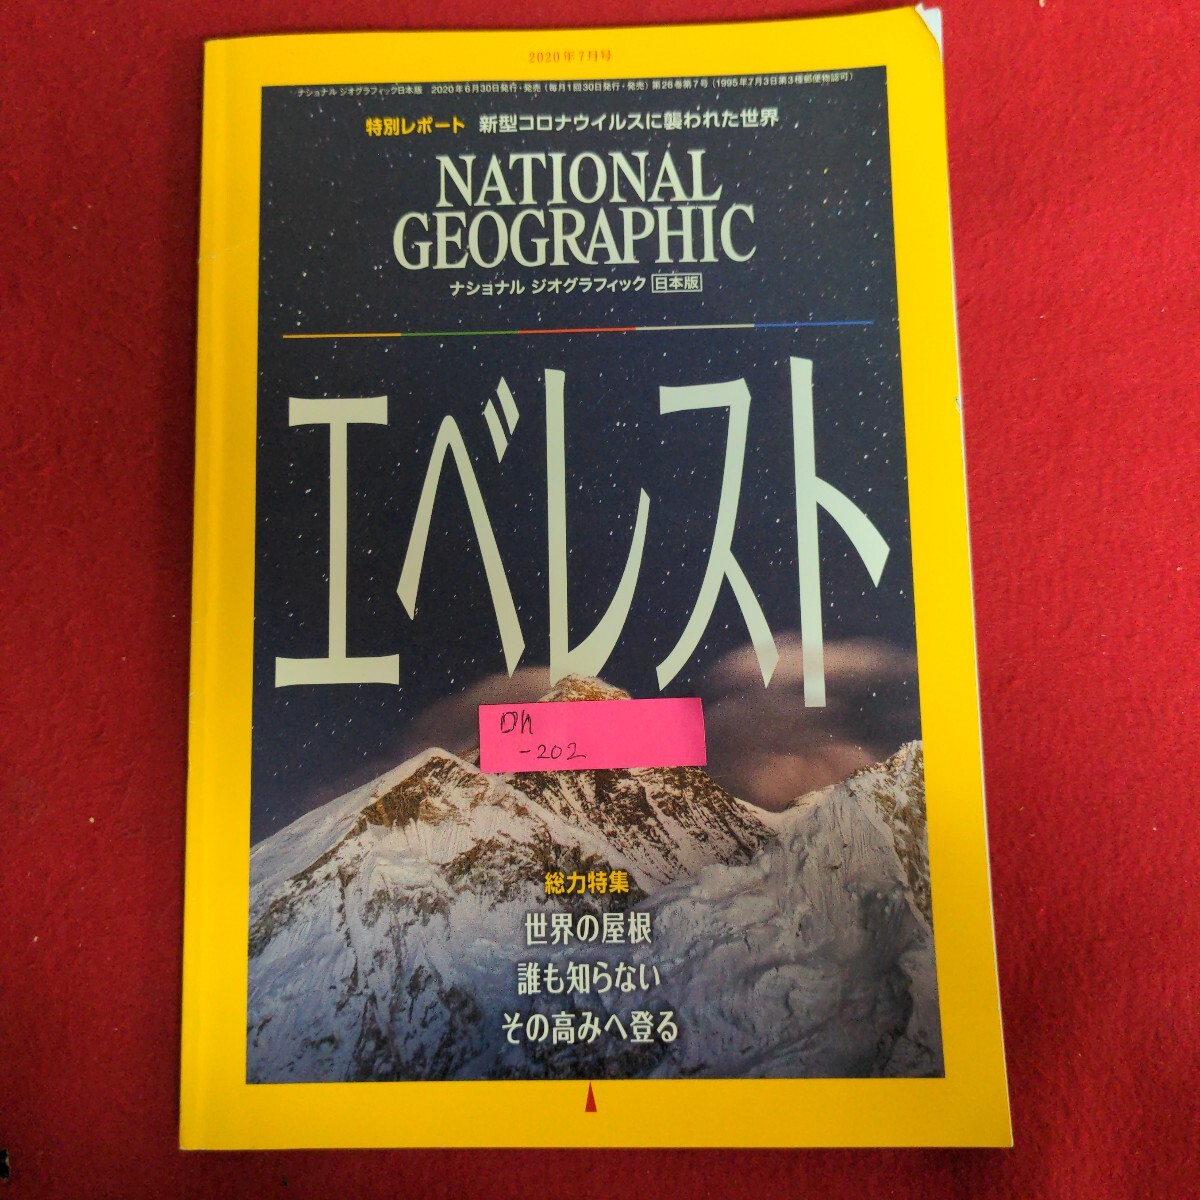 2020年7月号
ナショナル ジオグラフィック日本版 2020年6月30日発行・発売（毎月1回30日発行・発売）第26巻第7号（1995年7月3日第3種郵便物認可）
特別レポート 新型コロナウイルスに襲われた世界
NATIONAL
GEOGRAPHIC
ナショナル ジオグラフィック 日本版
エベレスト
Dh
-202
総力特集
世界の屋根
誰も知らない
その高みへ登る